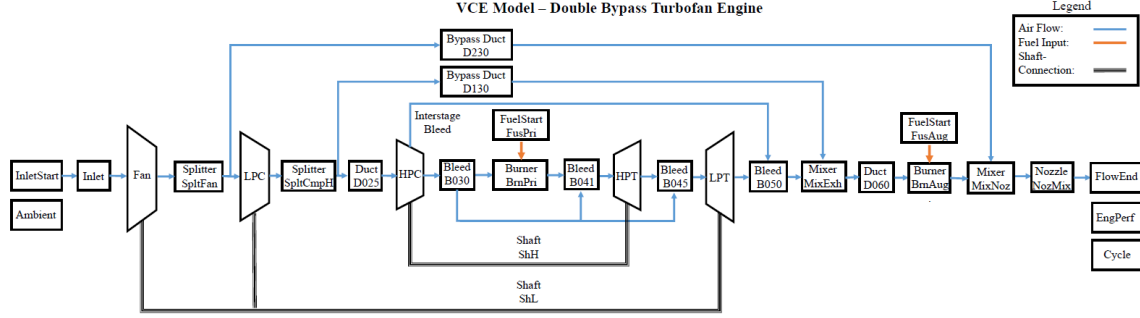 VCE Model – Double Bypass Turbofan Engine
Legend
Air Flow:
Fuel Input:
Shaft-
Connection:
Bypass Duct
D230
Bypass Duct
D130
Interstage
Bleed
FuelStart
FusPri
FuelStart
FusAug
InletStart
Inlet
Fan
Splitter
SpltFan
LPC
Splitter
SpltCmpH
Duct
D025
HPC
Bleed
B030
Burner
BrnPri
Bleed
B041
HPT
Bleed
B045
LPT
Bleed
B050
Mixer
MixExh
Duct
D060
Burner
BrnAug
Mixer
MixNoz
Nozzle
NozMix
FlowEnd
Ambient
EngPerf
Cycle
Shaft
ShH
Shaft
ShL